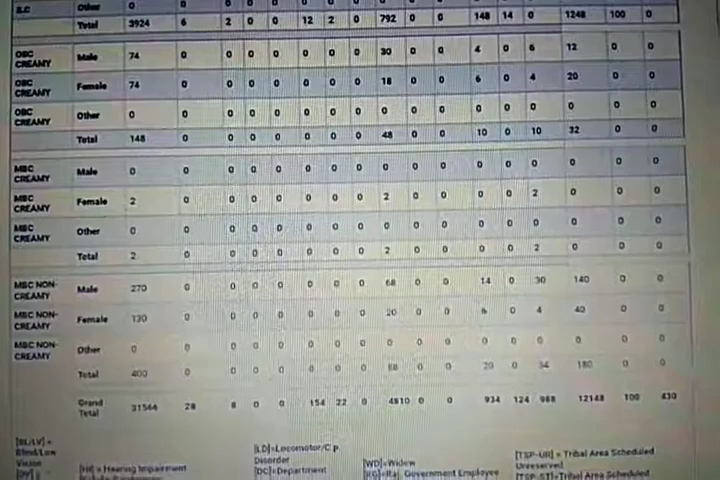 Other 0 0 0 0 0 0 0 0 0 0 0 0 0 0 0 0 0
Total 3924 6 2 0 0 12 2 0 792 0 0 148 14 0 1248 100 0
OBC CREAMY Male 74 0 0 0 0 0 0 0 30 0 0 4 0 6 12 0 0
OBC CREAMY Female 74 0 0 0 0 0 0 0 18 0 0 6 0 4 20 0 0
OBC CREAMY Other 0 0 0 0 0 0 0 0 0 0 0 0 0 0 0 0 0
Total 148 0 0 0 0 0 0 0 48 0 0 10 0 10 32 0 0
MBC CREAMY Male 0 0 0 0 0 0 0 0 0 0 0 0 0 0 0 0 0
MBC CREAMY Female 2 0 0 0 0 0 0 0 2 0 0 0 0 2 0 0 0
MBC CREAMY Other 0 0 0 0 0 0 0 0 0 0 0 0 0 0 0 0 0
Total 2 0 0 0 0 0 0 0 2 0 0 0 0 2 0 0 0
MBC NON-CREAMY Male 270 0 0 0 0 0 0 0 68 0 0 14 0 30 140 0 0
MBC NON-CREAMY Female 130 0 0 0 0 0 0 0 20 0 0 6 0 4 40 0 0
MBC NON-CREAMY Other 0 0 0 0 0 0 0 0 0 0 0 0 0 0 0 0 0
Total 400 0 0 0 0 0 0 0 88 0 0 20 0 34 180 0 0
Grand Total 31566 28 8 0 0 154 22 0 4810 0 0 934 124 988 12148 100 430
[BL/LV] = Blind/Low Vision
[HI] = Hearing Impairment
[LD]=Locomotor/C.p Disorder
[DC]=Department
[WD]=Widow
[RG]=Raj. Government Employee
[TSP-UR] = Tribal Area Scheduled Unreserved
[TSP-ST]=Tribal Area Scheduled